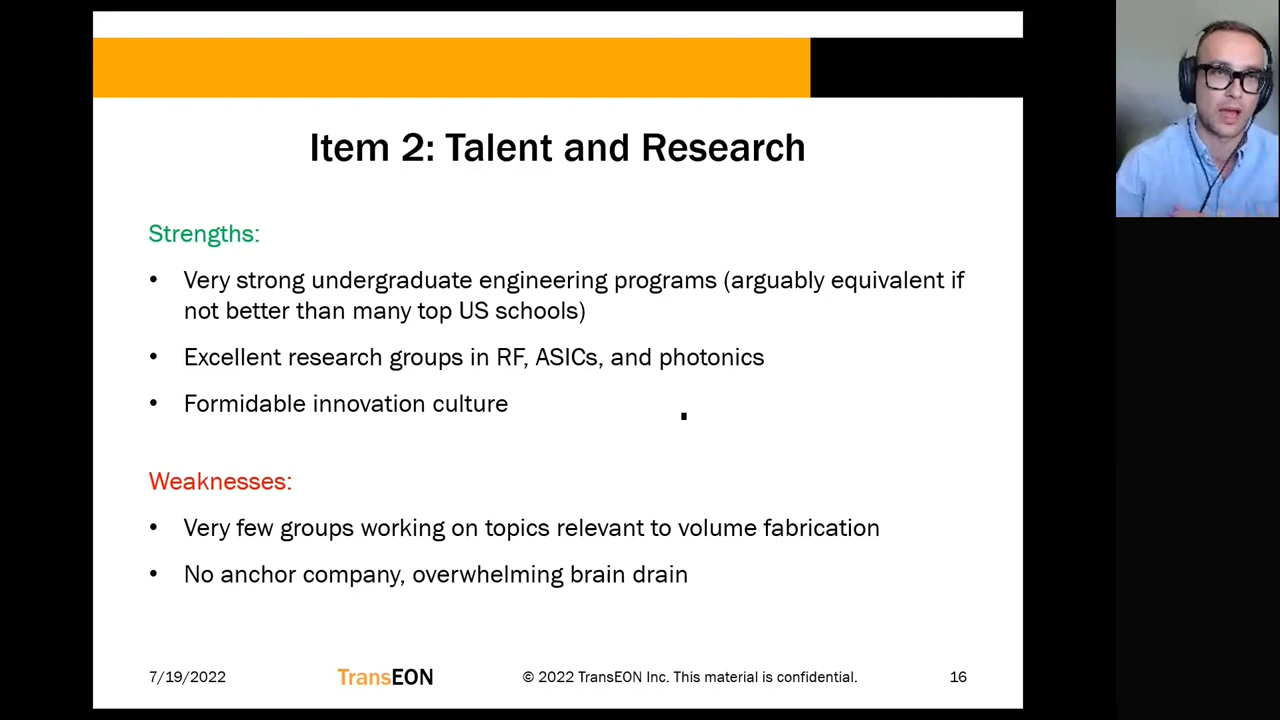 Item 2: Talent and Research
Strengths:
• Very strong undergraduate engineering programs (arguably equivalent if
not better than many top US schools)
• Excellent research groups in RF, ASICs, and photonics
• Formidable innovation culture
Weaknesses:
• Very few groups working on topics relevant to volume fabrication
• No anchor company, overwhelming brain drain
7/19/2022 TransEON © 2022 TransEON Inc. This material is confidential. 16